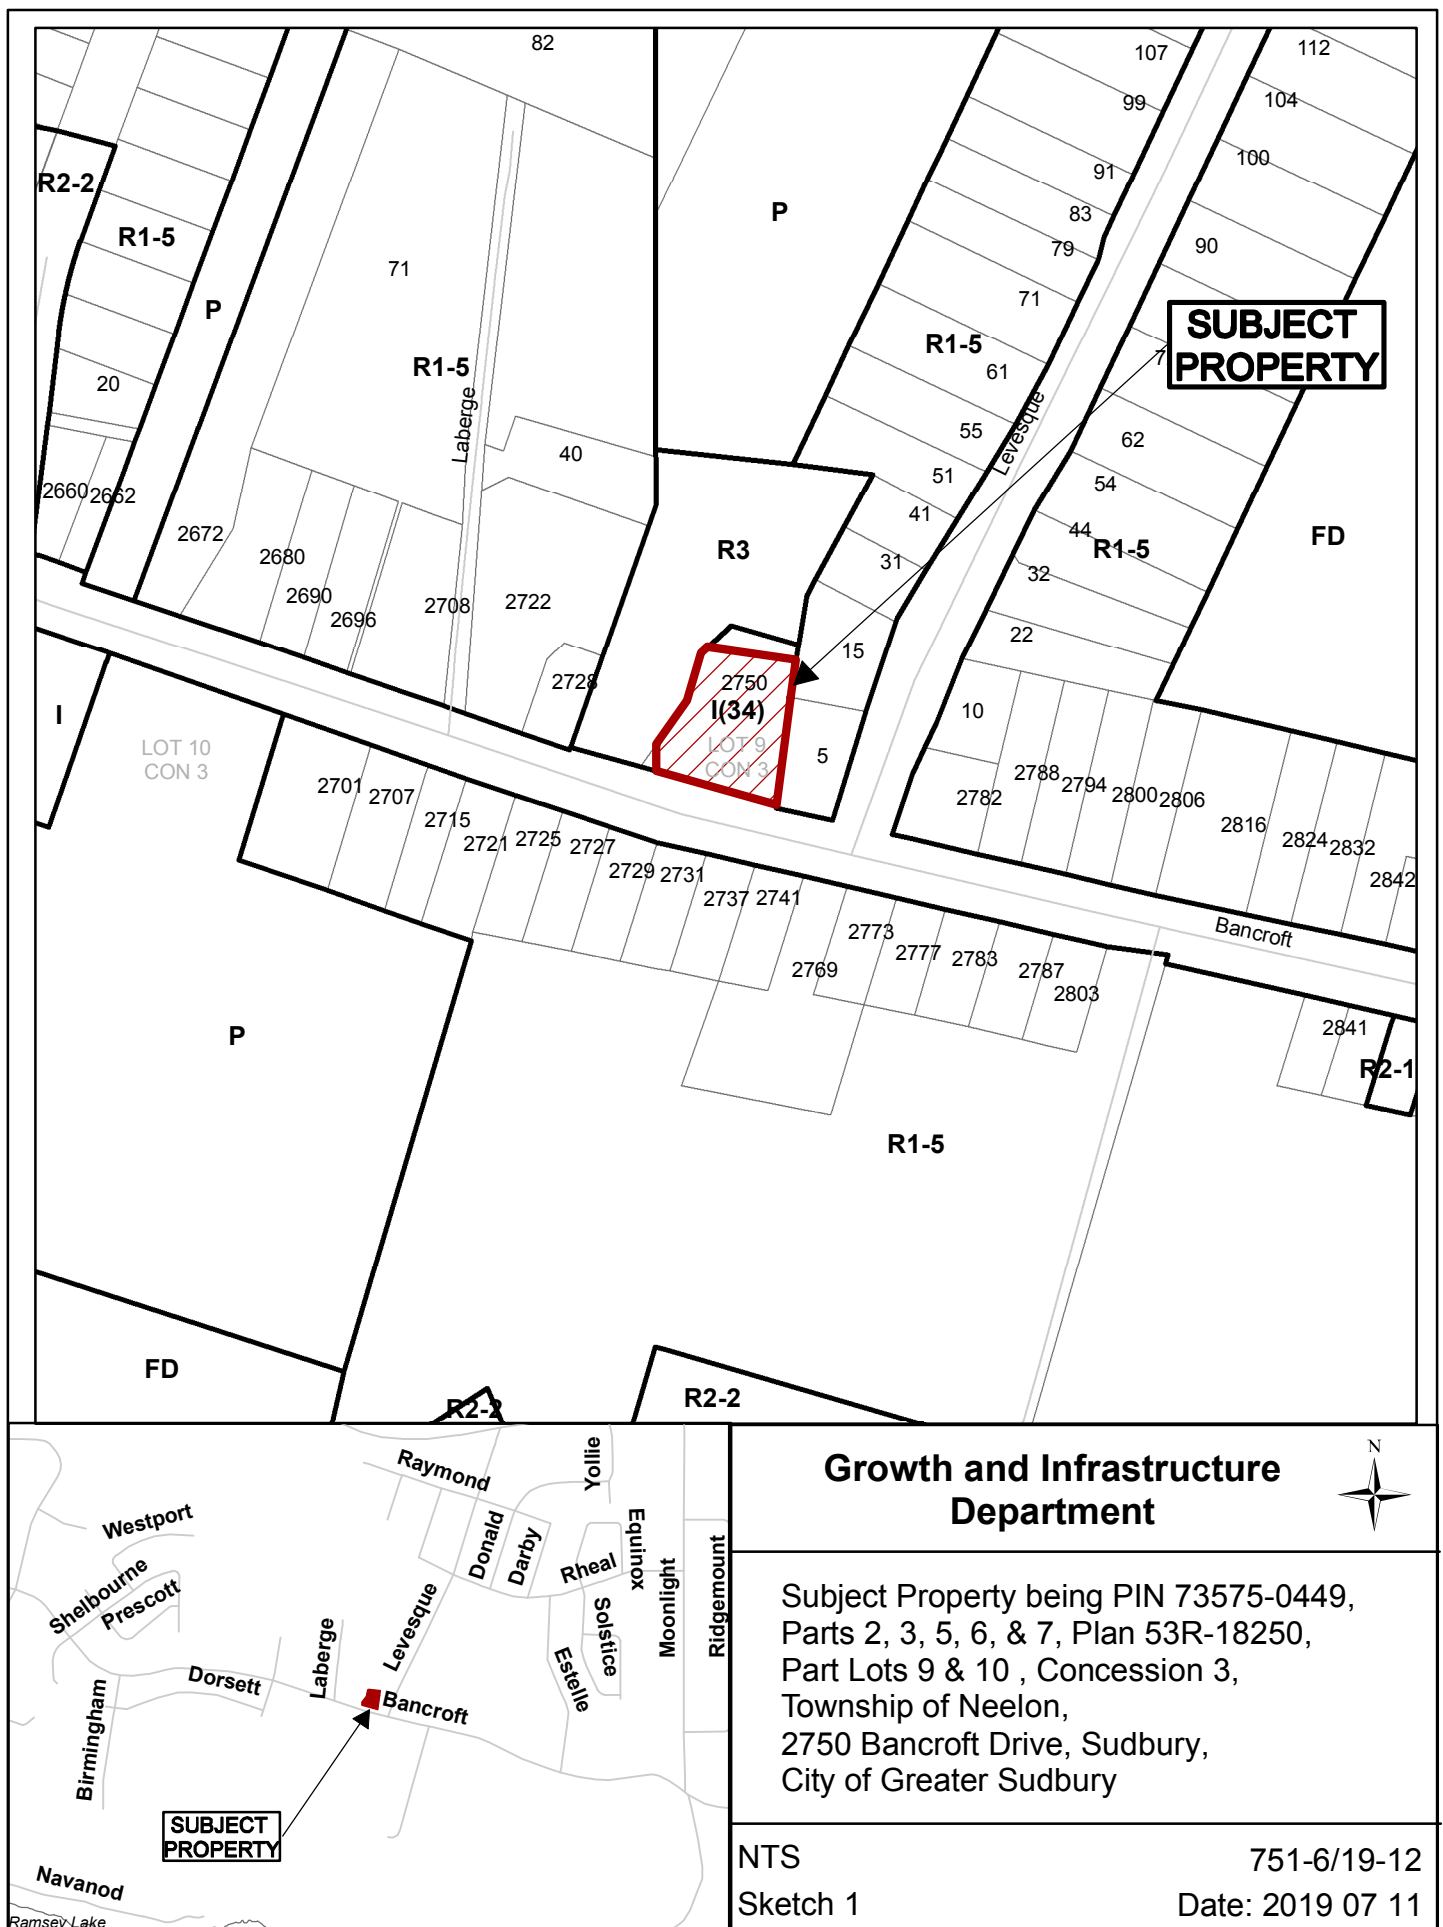 82
107
112
99
104
100
91
R2-2
83
P
R1-5
79
90
71
71
P
SUBJECT
PROPERTY
R1-5
7
R1-5
61
20
Laberge
Levesque
55
62
40
51
54
2660
2662
41
44
2672
R3
R1-5
FD
2680
31
32
2690
2696
2708
2722
22
15
2728
2750
I(34)
I
10
LOT 10
CON 3
LOT 9
CON 3
5
2701
2707
2788
2794
2800
2806
2782
2715
2721
2725
2727
2816
2824
2832
2729
2731
2842
2737
2741
2773
Bancroft
2777
2783
2769
2787
2803
P
2841
R2-1
R1-5
FD
R2-2
R2-2
Raymond
Yollie
Westport
Donald
Darby
Equinox
Ridgemount
Shelbourne
Prescott
Rheal
Moonlight
Levesque
Solstice
Laberge
Dorsett
Estelle
Birmingham
Bancroft
SUBJECT
PROPERTY
Navanod
Ramsey Lake
Growth and Infrastructure
Department
N
Subject Property being PIN 73575-0449,
Parts 2, 3, 5, 6, & 7, Plan 53R-18250,
Part Lots 9 & 10 , Concession 3,
Township of Neelon,
2750 Bancroft Drive, Sudbury,
City of Greater Sudbury
NTS
751-6/19-12
Sketch 1
Date: 2019 07 11